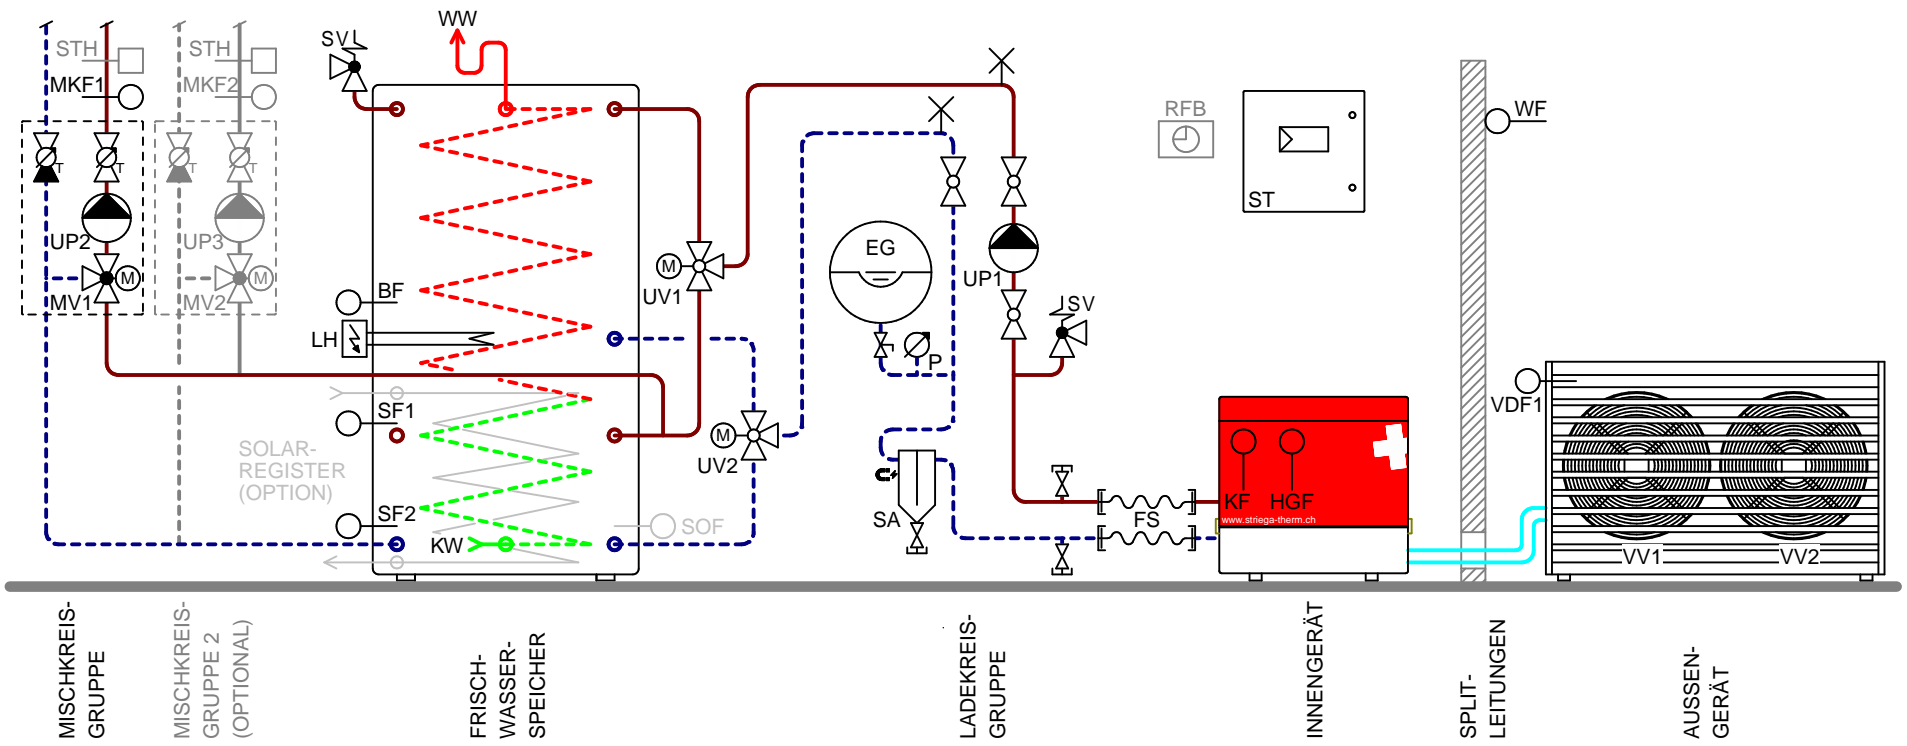 STH
MKF1
T
T
UP2
M
MV1
STH
MKF2
T
T
UP3
M
MV2
SV
WW
BF
LH
SF1
SOLAR-
REGISTER
(OPTION)
SF2
KW
SOF
M
UV1
M
UV2
EG
P
SA
UP1
SV
FS
RFB
ST
KF
HGF
www.striega-therm.ch
WF
VDF1
VV1
VV2
MISCHKREIS-
GRUPPE
MISCHKREIS-
GRUPPE 2
(OPTIONAL)
FRISCH-
WASSER-
SPEICHER
LADEKREIS-
GRUPPE
INNENGERÄT
SPLIT-
LEITUNGEN
AUSSEN-
GERÄT